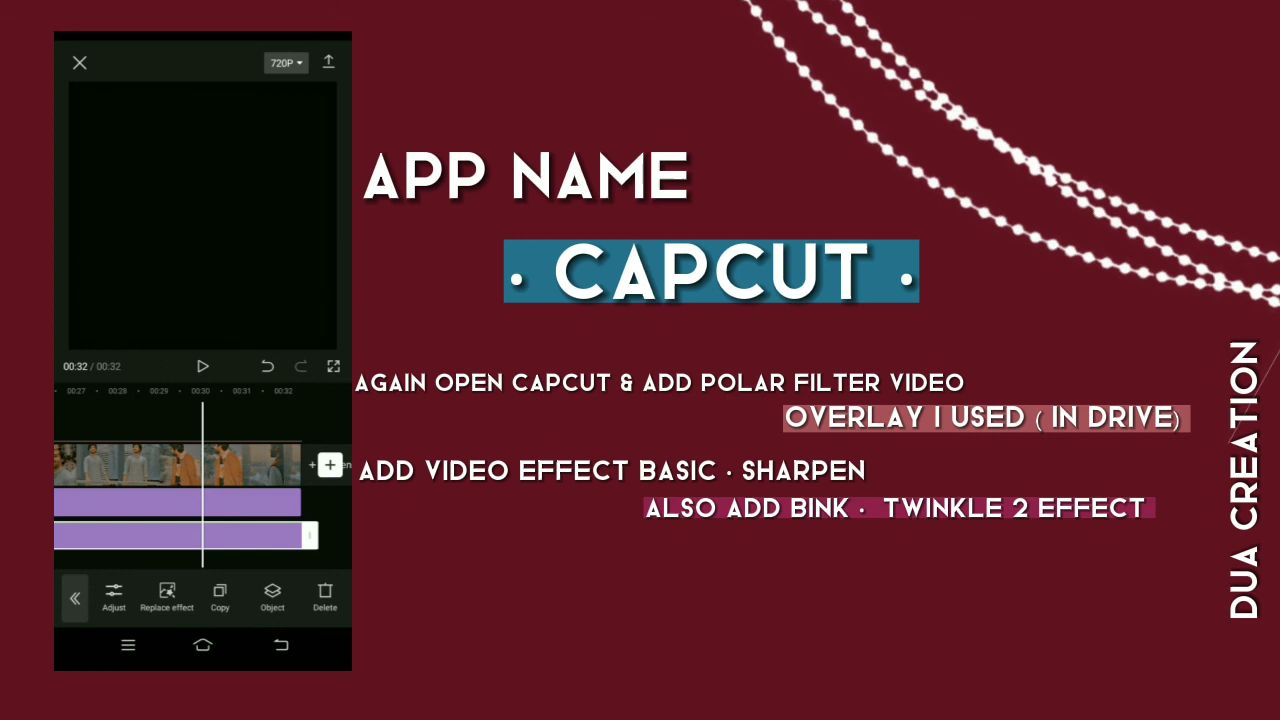 720P
APP NAME
· CAPCUT ·
00:32 / 00:32
00:27 · 00:28 · 00:29 · 00:30 · 00:31 · 00:32
AGAIN OPEN CAPCUT & ADD POLAR FILTER VIDEO
OVERLAY I USED ( IN DRIVE)
ADD VIDEO EFFECT BASIC · SHARPEN
ALSO ADD BINK · TWINKLE 2 EFFECT
Adjust
Replace effect
Copy
Object
Delete
DUA CREATION